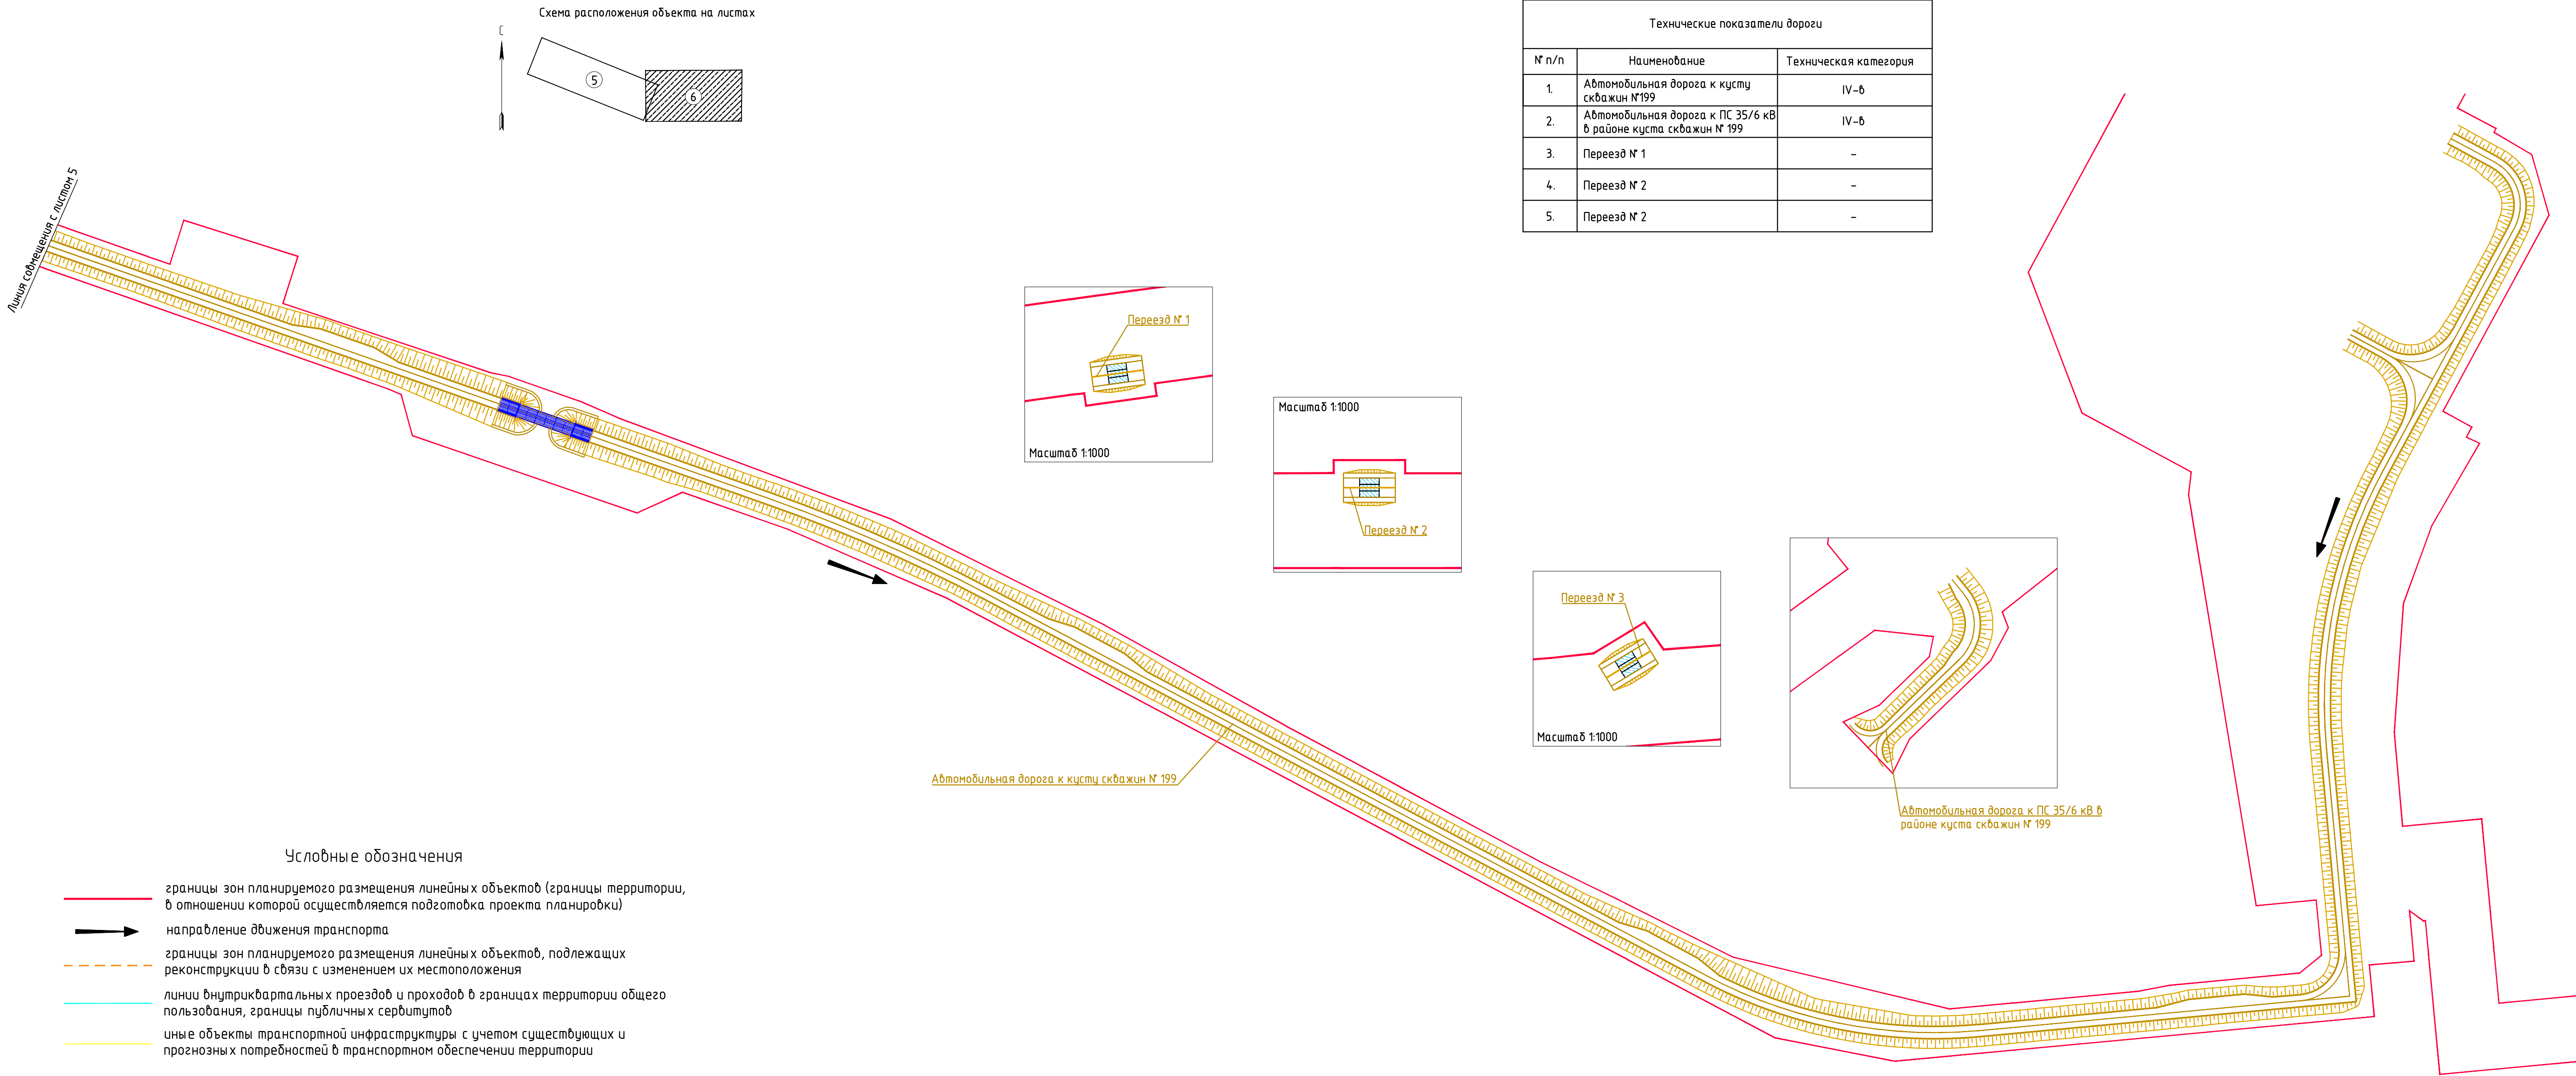 Схема расположения объекта на листах
С
5
6
Линия совмещения с листом 5
Технические показатели дороги
№ п/п Наименование Техническая категория
1. Автомобильная дорога к кусту
скважин №199 IV-в
2. Автомобильная дорога к ПС 35/6 кВ
в районе куста скважин № 199 IV-в
3. Переезд № 1 -
4. Переезд № 2 -
5. Переезд № 2 -
Переезд № 1
Масштаб 1:1000
Масштаб 1:1000
Переезд № 2
Переезд № 3
Масштаб 1:1000
Автомобильная дорога к кусту скважин № 199
Автомобильная дорога к ПС 35/6 кВ в
районе куста скважин № 199
Условные обозначения
границы зон планируемого размещения линейных объектов (границы территории,
в отношении которой осуществляется подготовка проекта планировки)
направление движения транспорта
границы зон планируемого размещения линейных объектов, подлежащих
реконструкции в связи с изменением их местоположения
линии внутриквартальных проездов и проходов в границах территории общего
пользования, границы публичных сервитутов
иные объекты транспортной инфраструктуры с учетом существующих и
прогнозных потребностей в транспортном обеспечении территории